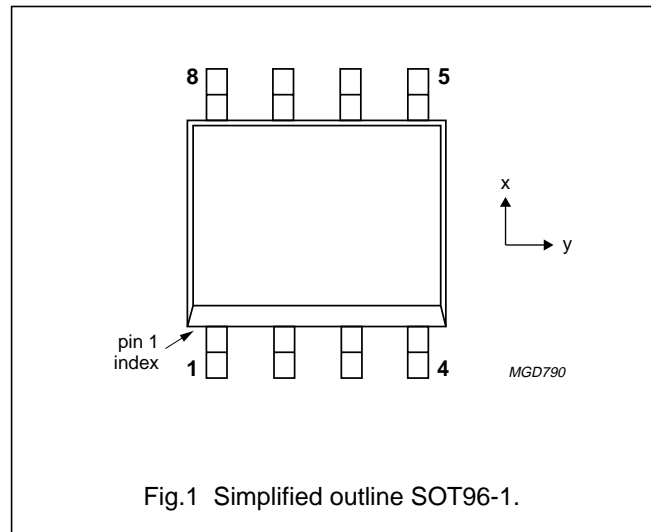 8 5
x
y
pin 1
index
1 4
MGD790
Fig.1 Simplified outline SOT96-1.